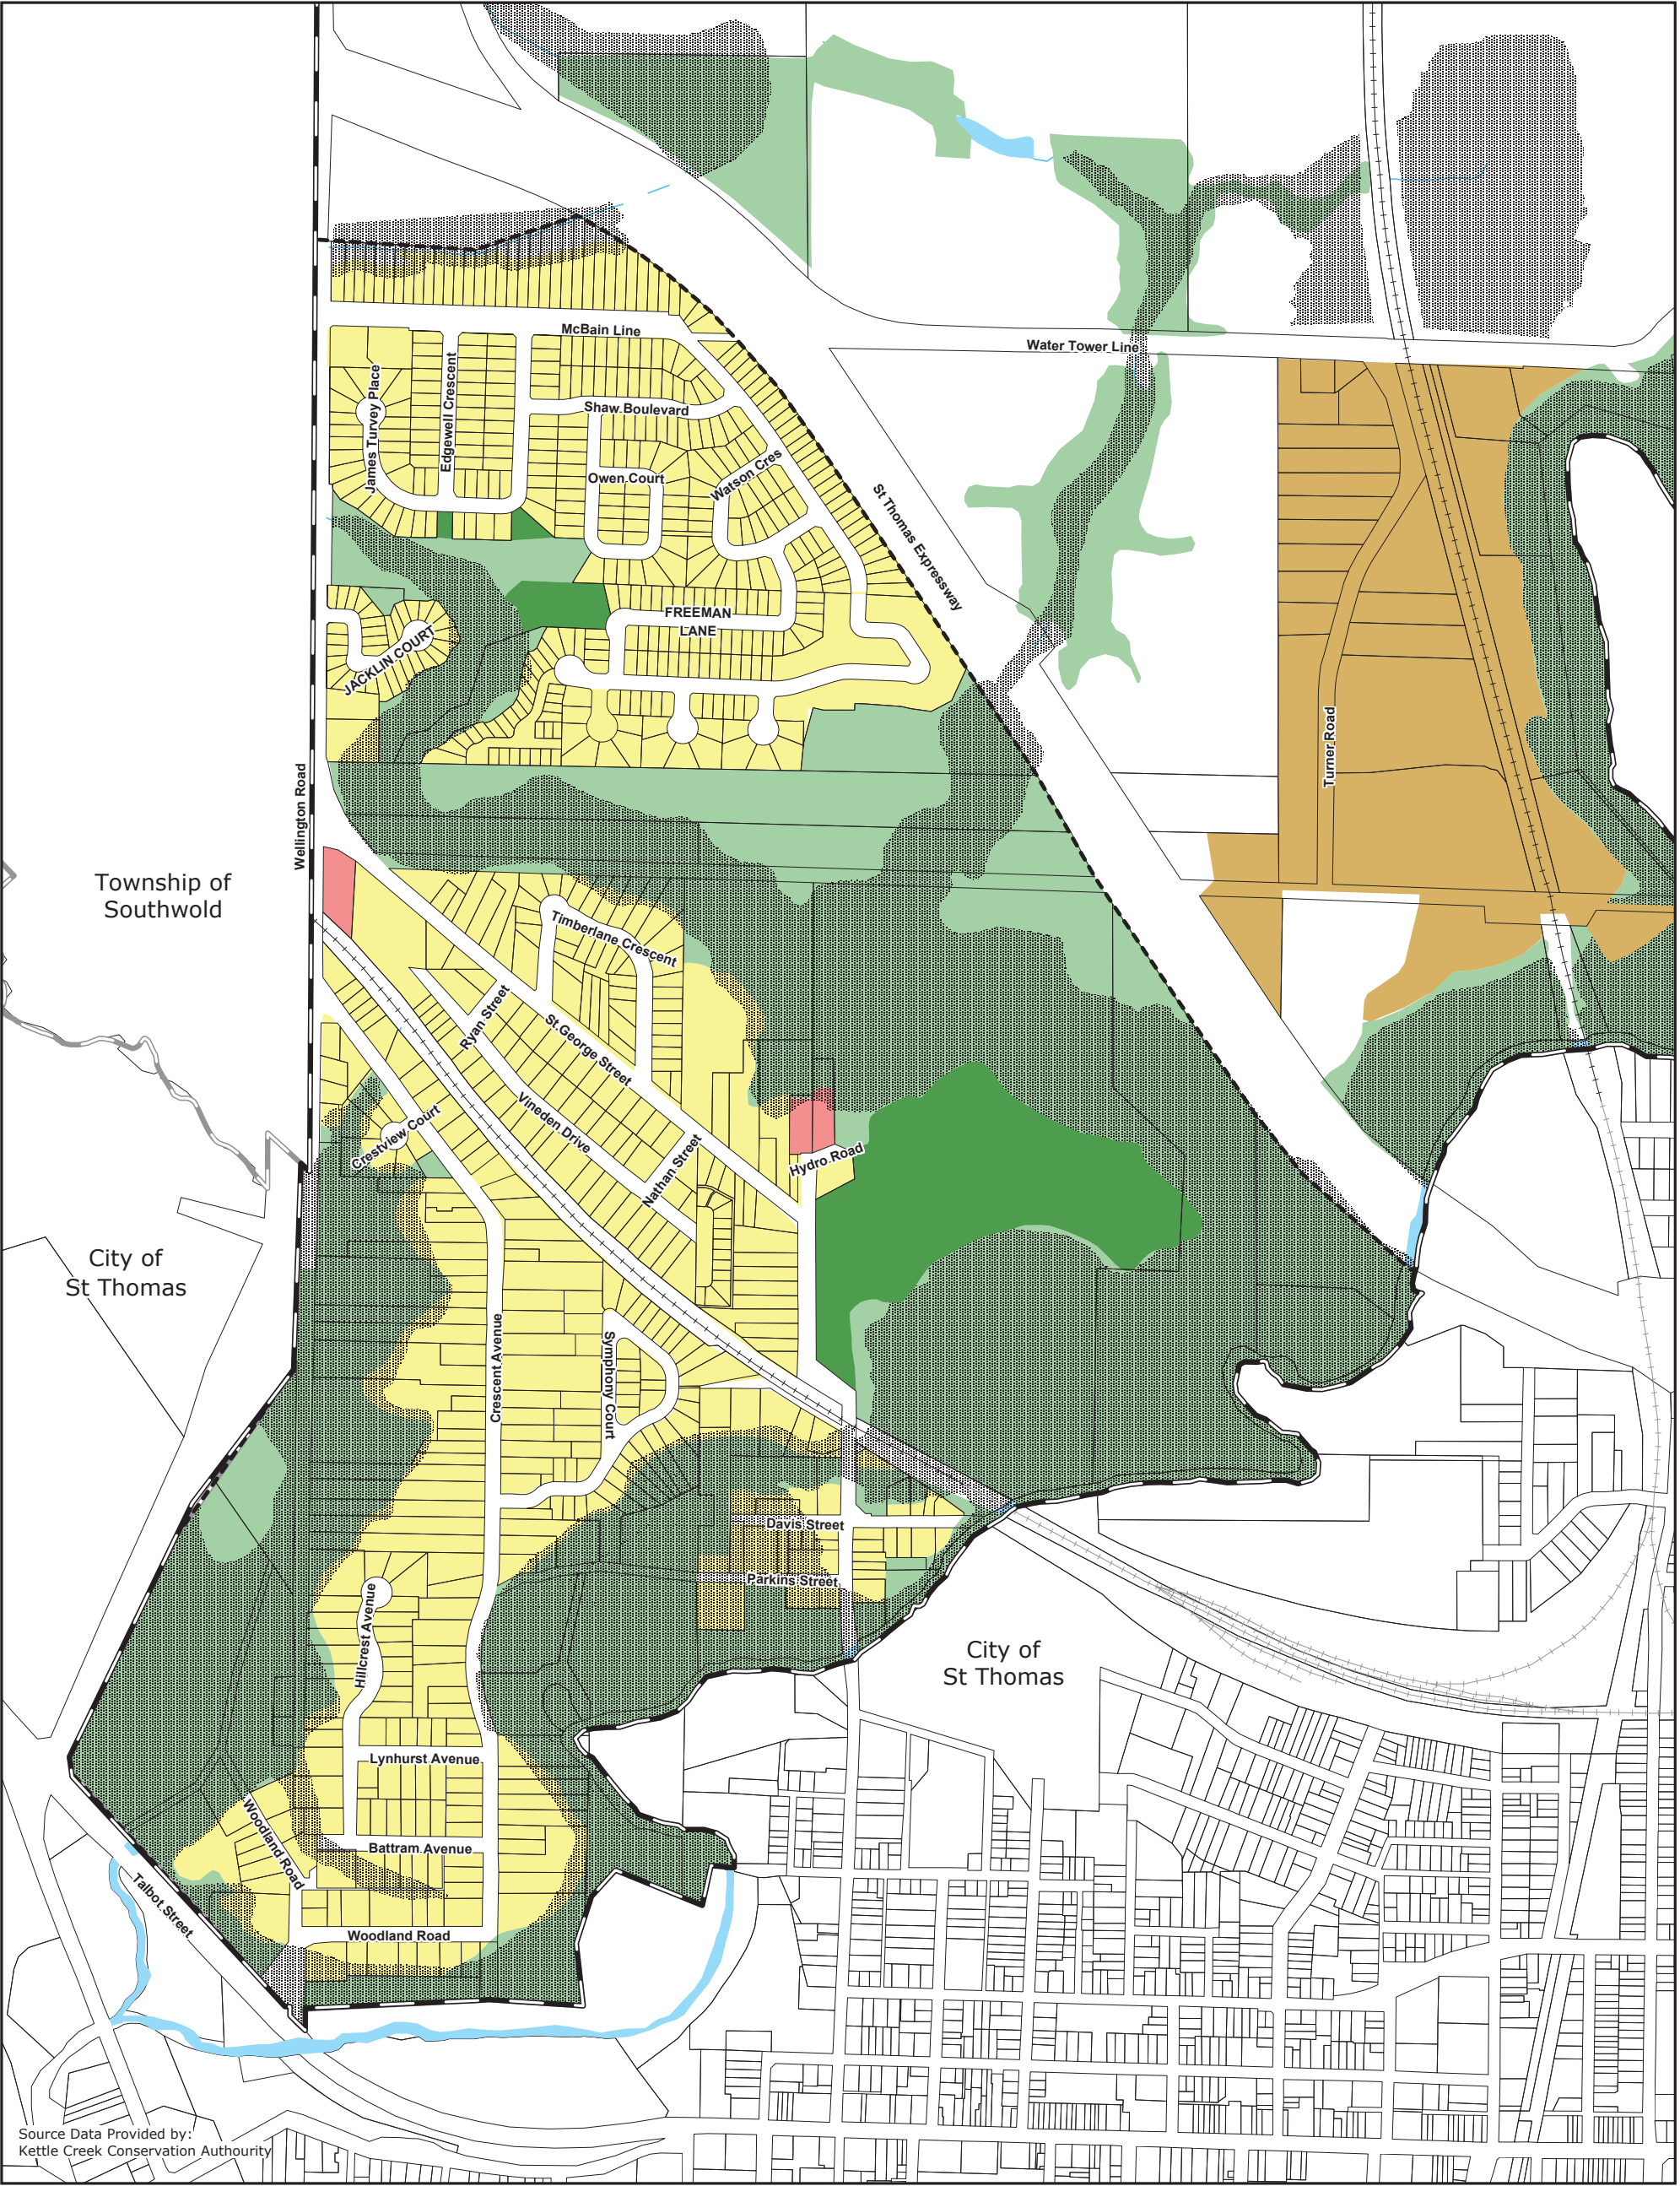 McBain Line
Water Tower Line
Edgewell Crescent
James Turvey Place
Shaw Boulevard
Owen Court
Watson Cres
St Thomas Expressway
FREEMAN
LANE
JACKLIN COURT
Turner Road
Wellington Road
Township of
Southwold
Timberlane Crescent
Ryan Street
St.George Street
Vineden Drive
Crestview Court
Nathan Street
Hydro Road
City of
St Thomas
Crescent Avenue
Symphony Court
Davis Street
Parkins Street
Hillcrest Avenue
City of
St Thomas
Lynhurst Avenue
Woodland Road
Battram Avenue
Talbot Street
Woodland Road
Source Data Provided by:
Kettle Creek Conservation Authourity